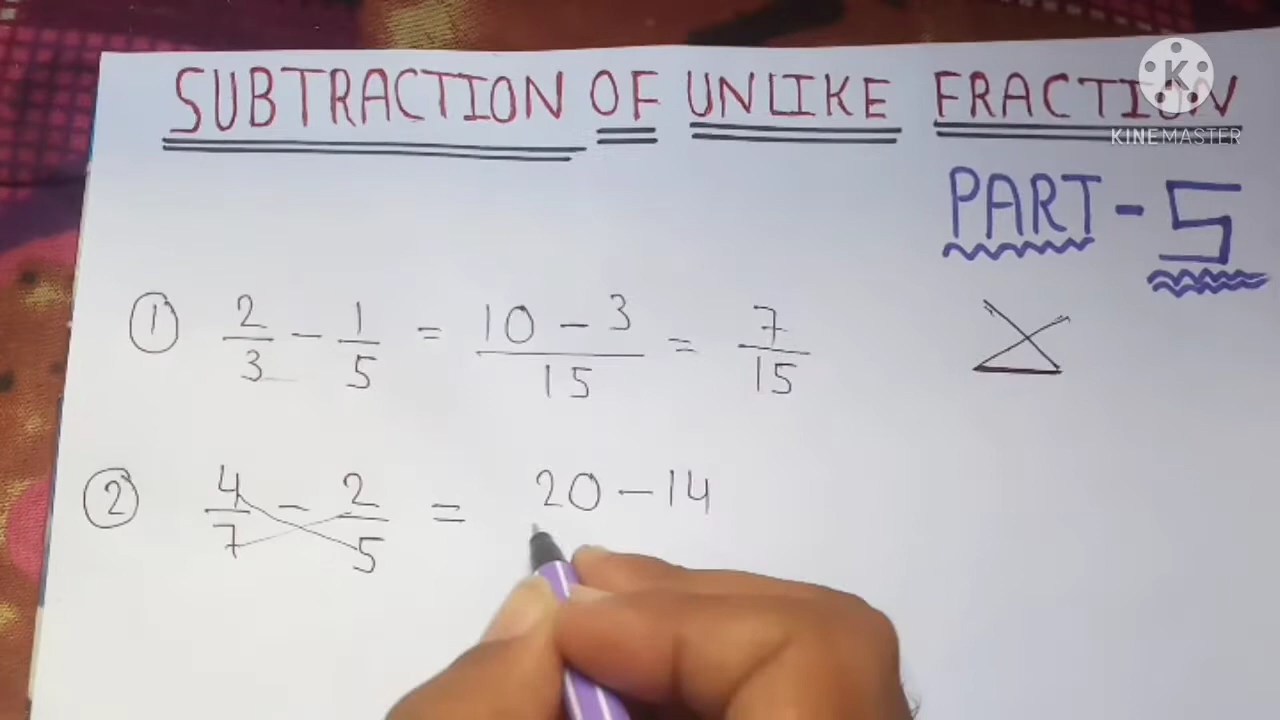 SUBTRACTION OF UNLIKE FRACTION
K
KINEMASTER
PART-5
① 2/3 - 1/5 = 10 - 3/15 = 7/15
② 4/7 - 2/5 = 20 - 14